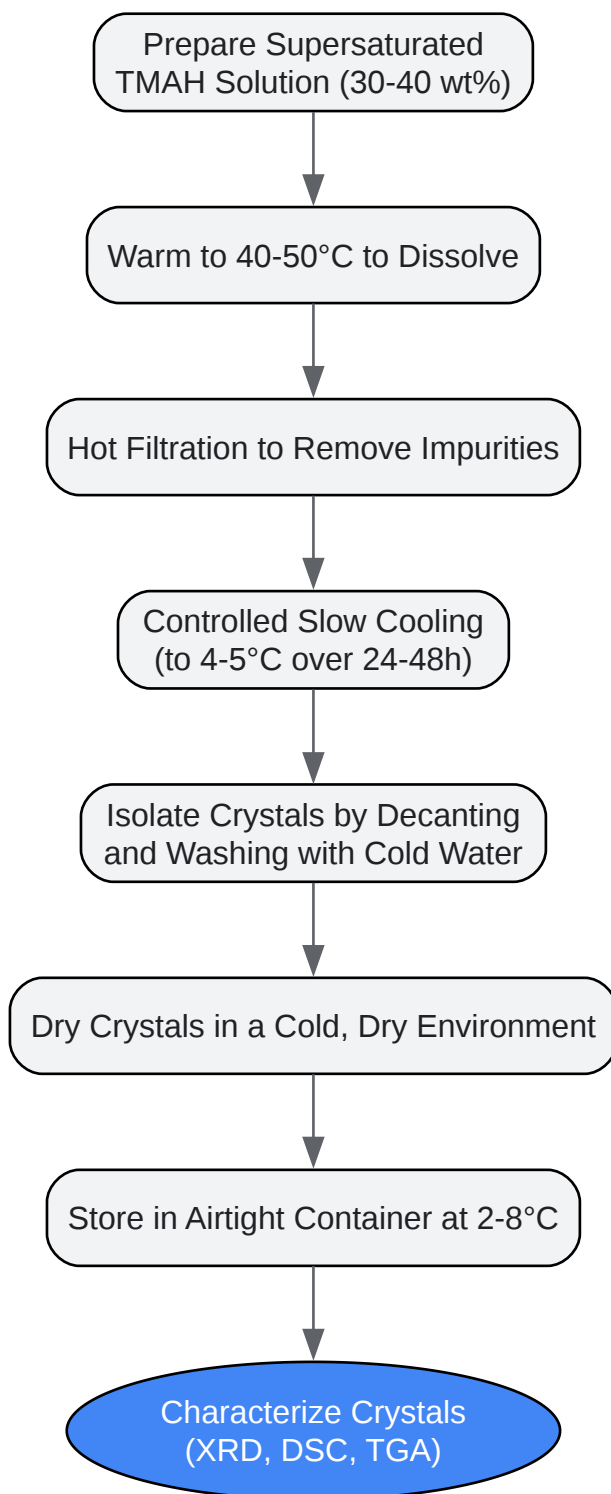 Prepare Supersaturated
TMAH Solution (30-40 wt%)
Warm to 40-50°C to Dissolve
Hot Filtration to Remove Impurities
Controlled Slow Cooling
(to 4-5°C over 24-48h)
Isolate Crystals by Decanting
and Washing with Cold Water
Dry Crystals in a Cold, Dry Environment
Store in Airtight Container at 2-8°C
Characterize Crystals
(XRD, DSC, TGA)